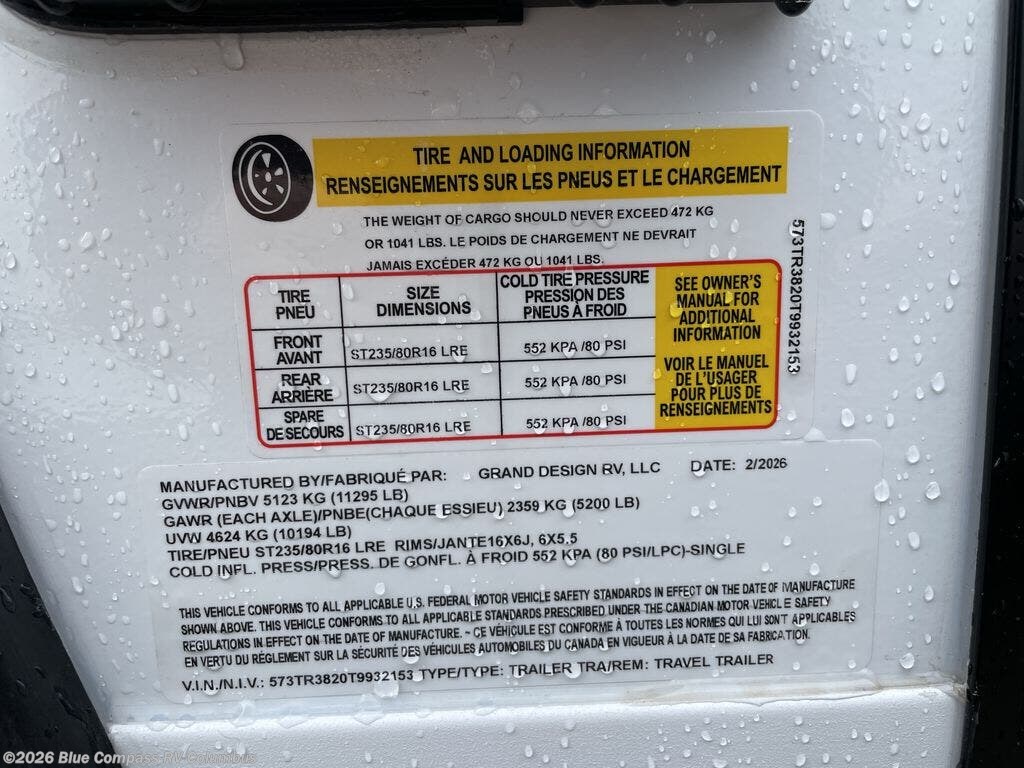 TIRE AND LOADING INFORMATION
RENSEIGNEMENTS SUR LES PNEUS ET LE CHARGEMENT
THE WEIGHT OF CARGO SHOULD NEVER EXCEED 472 KG
OR 1041 LBS. LE POIDS DE CHARGEMENT NE DEVRAIT
JAMAIS EXCÉDER 472 KG OU 1041 LBS.
TIRE
PNEU
SIZE
DIMENSIONS
COLD TIRE PRESSURE
PRESSION DES
PNEUS À FROID
FRONT
AVANT
ST235/80R16 LRE
552 KPA /80 PSI
REAR
ARRIÈRE
ST235/80R16 LRE
552 KPA /80 PSI
SPARE
DE SECOURS
ST235/80R16 LRE
552 KPA /80 PSI
SEE OWNER'S
MANUAL FOR
ADDITIONAL
INFORMATION
VOIR LE MANUEL
DE L'USAGER
POUR PLUS DE
RENSEIGNEMENTS
573TR3820T9932153
MANUFACTURED BY/FABRIQUÉ PAR: GRAND DESIGN RV, LLC DATE: 2/2026
GVWR/PNBV 5123 KG (11295 LB)
GAWR (EACH AXLE)/PNBE(CHAQUE ESSIEU) 2359 KG (5200 LB)
UVW 4624 KG (10194 LB)
TIRE/PNEU ST235/80R16 LRE RIMS/JANTE16X6J, 6X5.5
COLD INFL. PRESS/PRESS. DE GONFL. À FROID 552 KPA (80 PSI/LPC)-SINGLE
THIS VEHICLE CONFORMS TO ALL APPLICABLE U.S. FEDERAL MOTOR VEHICLE SAFETY STANDARDS IN EFFECT ON THE DATE OF MANUFACTURE
SHOWN ABOVE. THIS VEHICLE CONFORMS TO ALL APPLICABLE STANDARDS PRESCRIBED UNDER THE CANADIAN MOTOR VEHICLE SAFETY
REGULATIONS IN EFFECT ON THE DATE OF MANUFACTURE. ~ CE VÉHICULE EST CONFORME À TOUTES LES NORMES QUI LUI SONT APPLICABLES
EN VERTU DU RÈGLEMENT SUR LA SÉCURITÉ DES VÉHICULES AUTOMOBILES DU CANADA EN VIGUEUR À LA DATE DE SA FABRICATION.
V.I.N./N.I.V.: 573TR3820T9932153 TYPE/TYPE: TRAILER TRA/REM: TRAVEL TRAILER
©2026 Blue Compass RV Columbus